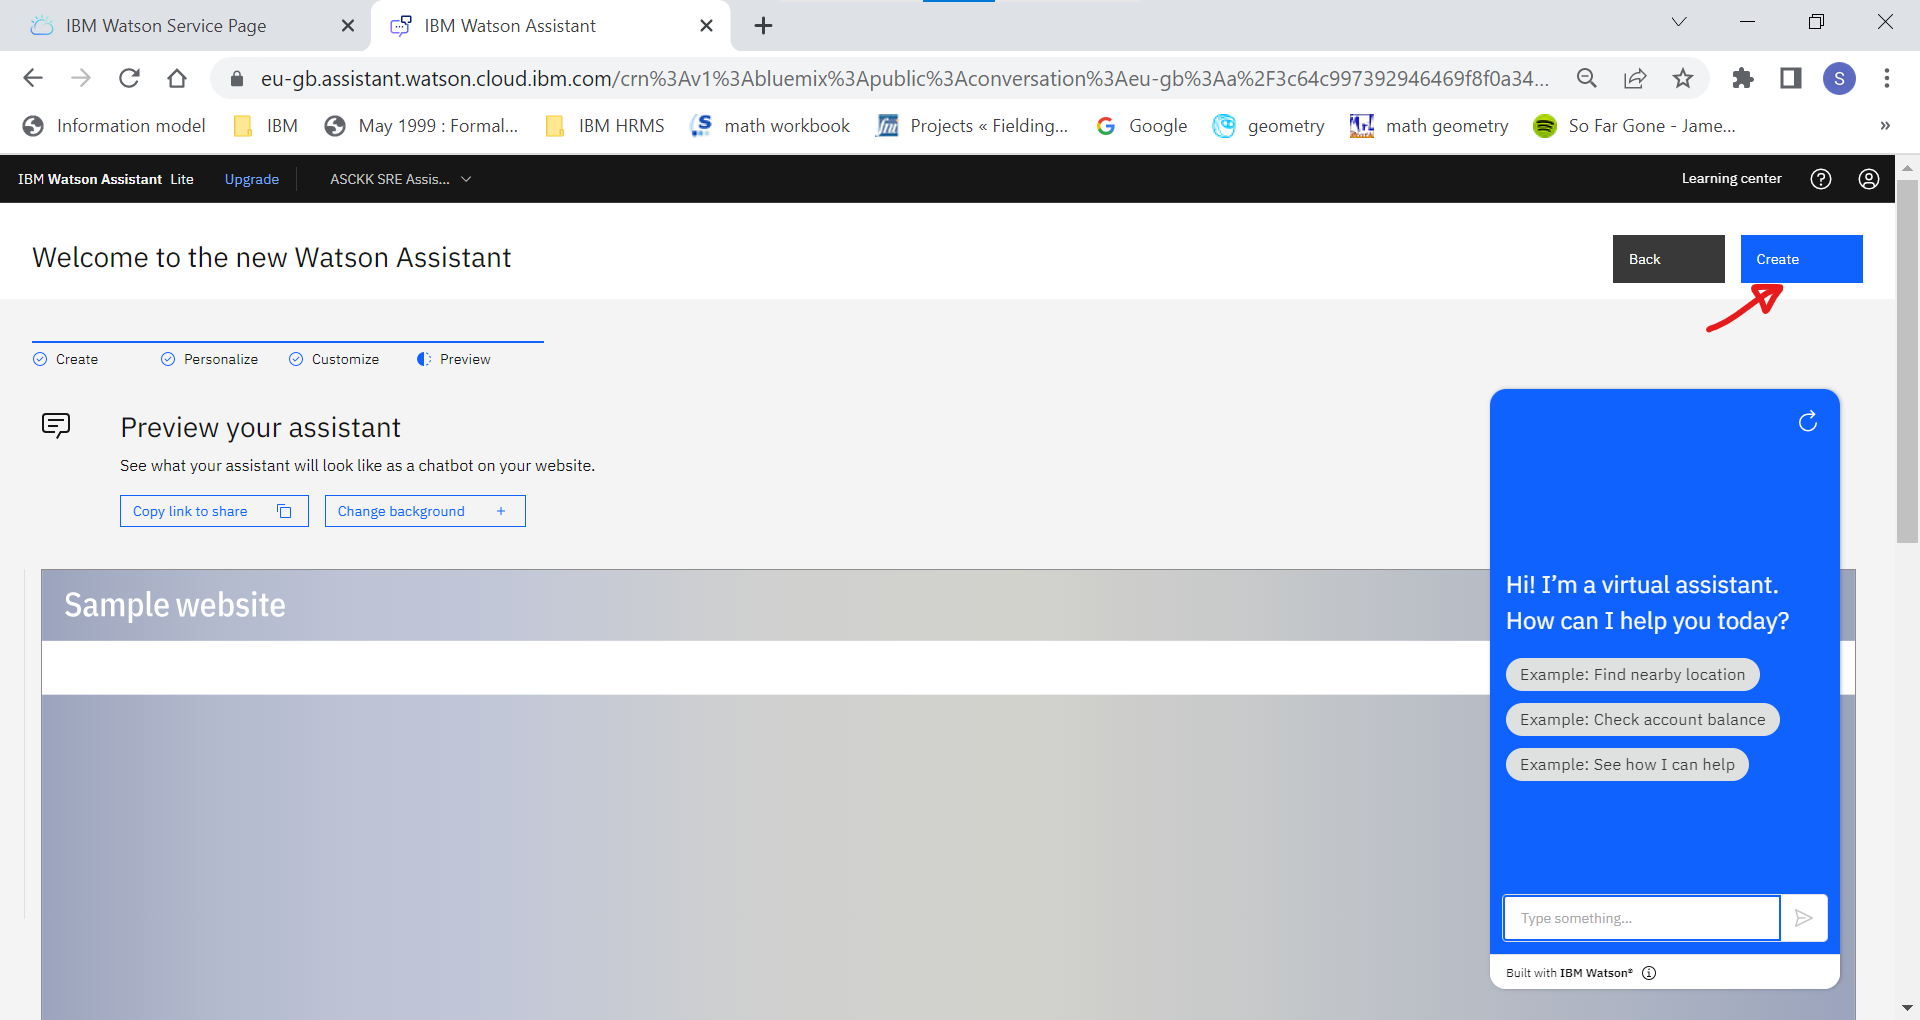 IBM Watson Service Page
IBM Watson Assistant
eu-gb.assistant.watson.cloud.ibm.com/crn%3Av1%3Abluemix%3Apublic%3Aconversation%3Aeu-gb%3Aa%2F3c64c997392946469f8f0a34...
S
Information model
IBM
May 1999 : Formal...
IBM HRMS
math workbook
Projects « Fielding...
Google
geometry
math geometry
So Far Gone - Jame...
»
IBM Watson Assistant Lite
Upgrade
ASCKK SRE Assis...
Learning center
Welcome to the new Watson Assistant
Back
Create
Create
Personalize
Customize
Preview
Preview your assistant
See what your assistant will look like as a chatbot on your website.
Copy link to share
Change background +
Sample website
Hi! I’m a virtual assistant.
How can I help you today?
Example: Find nearby location
Example: Check account balance
Example: See how I can help
Type something...
Built with IBM Watson®